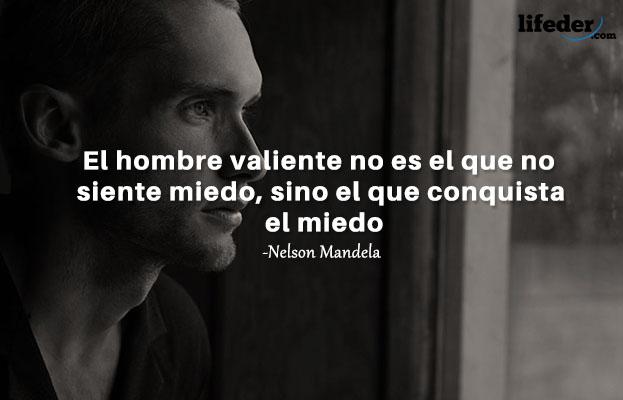 lifeder
.com
El hombre valiente no es el que no
siente miedo, sino el que conquista
el miedo
-Nelson Mandela